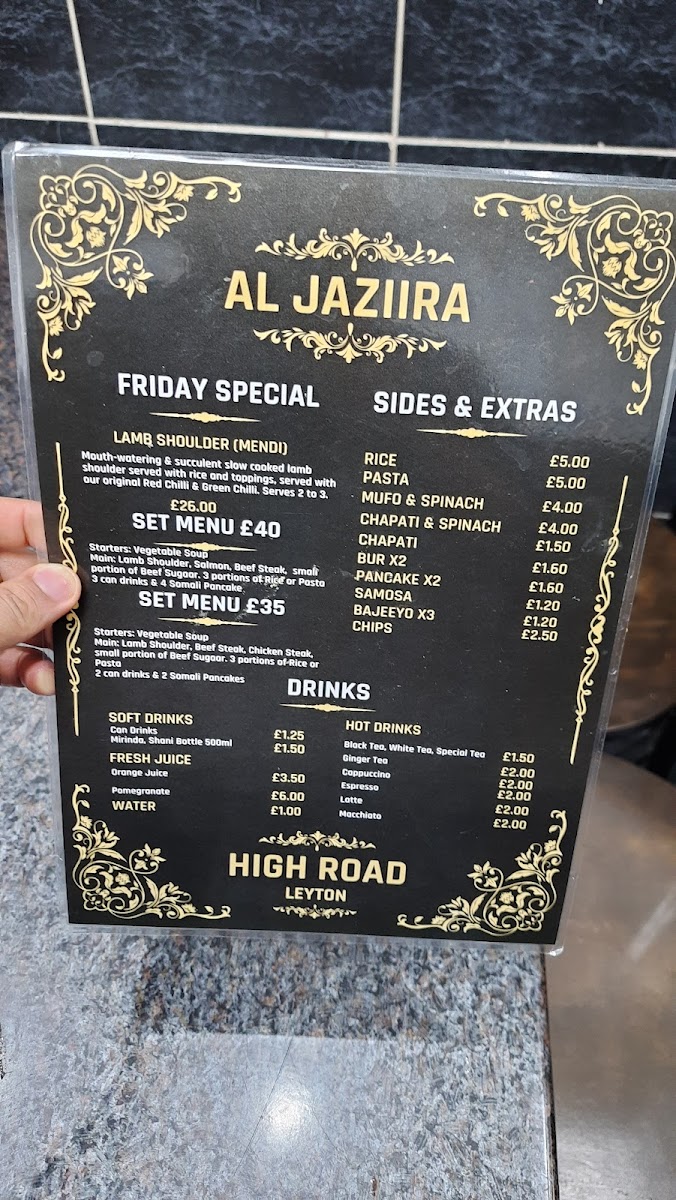 AL JAZIIRA
FRIDAY SPECIAL
LAMB SHOULDER (MENDI)
Mouth-watering & succulent slow cooked lamb
shoulder served with rice and toppings, served with
our original Red Chilli & Green Chilli. Serves 2 to 3.
£26.00
SET MENU £40
Starters: Vegetable Soup
Main: Lamb Shoulder, Salmon, Beef Steak, small
portion of Beef Sugaar. 3 portions of Rice or Pasta
3 can drinks & 4 Somali Pancake
SET MENU £35
Starters: Vegetable Soup
Main: Lamb Shoulder, Beef Steak, Chicken Steak,
small portion of Beef Sugaar. 3 portions of Rice or
Pasta
2 can drinks & 2 Somali Pancakes
SIDES & EXTRAS
RICE £5.00
PASTA £5.00
MUFO & SPINACH £4.00
CHAPATI & SPINACH £4.00
CHAPATI £1.50
BUR X2 £1.60
PANCAKE X2 £1.60
SAMOSA £1.20
BAJEEYO X3 £1.20
CHIPS £2.50
DRINKS
SOFT DRINKS
Can Drinks £1.25
Mirinda, Shani Bottle 500ml £1.50
FRESH JUICE
Orange Juice £3.50
Pomegranate £6.00
WATER £1.00
HOT DRINKS
Black Tea, White Tea, Special Tea £1.50
Ginger Tea £2.00
Cappuccino £2.00
Espresso £2.00
Latte £2.00
Macchiato £2.00
HIGH ROAD
LEYTON